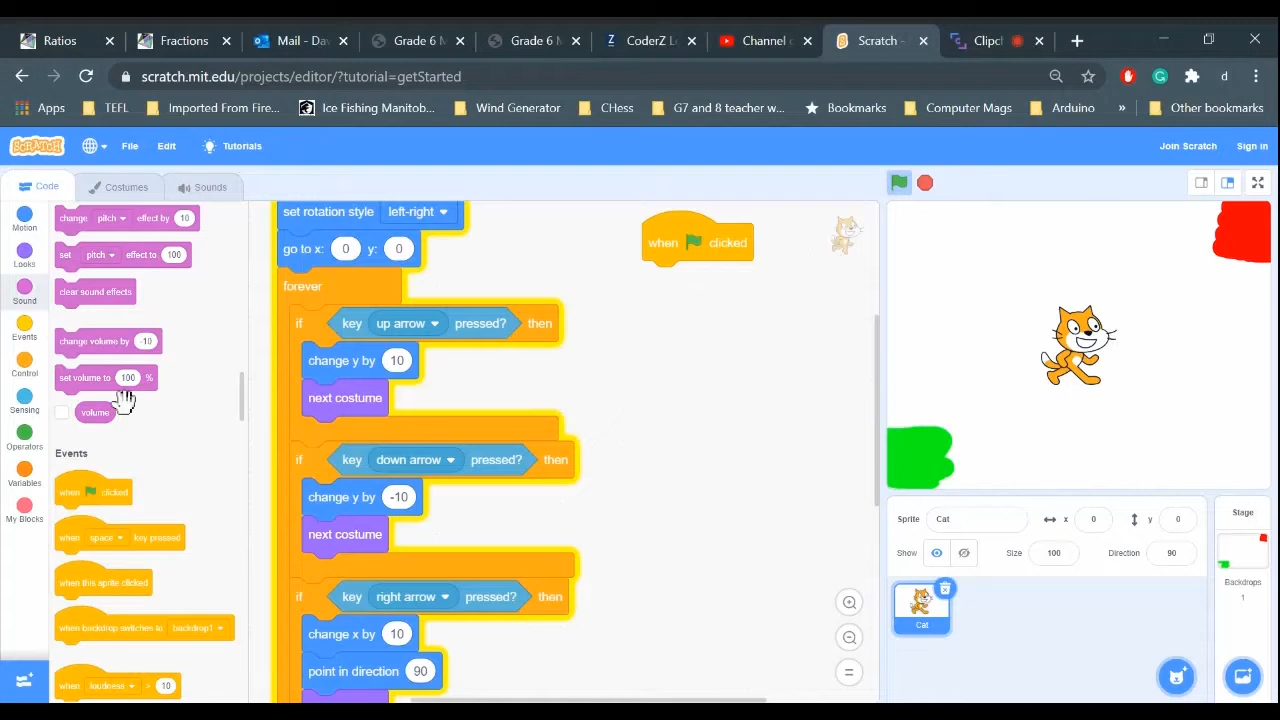 Ratios Fractions Mail - Dav Grade 6 M Grade 6 M CoderZ L Channel c Scratch - Clipch
scratch.mit.edu/projects/editor/?tutorial=getStarted d
Apps TEFL Imported From Fire... Ice Fishing Manitob... Wind Generator CHess G7 and 8 teacher w... Bookmarks Computer Mags Arduino » Other bookmarks
SCRATCH File Edit Tutorials Join Scratch Sign in
Code Costumes Sounds
Motion
Looks
Sound
Events
Control
Sensing
Operators
Variables
My Blocks
change pitch effect by 10
set pitch effect to 100
clear sound effects
change volume by -10
set volume to 100 %
volume
Events
when clicked
when space key pressed
when this sprite clicked
when backdrop switches to backdrop1
when loudness > 10
set rotation style left-right
go to x: 0 y: 0
forever
if key up arrow pressed? then
change y by 10
next costume
if key down arrow pressed? then
change y by -10
next costume
if key right arrow pressed? then
change x by 10
point in direction 90
when clicked
Sprite Cat x 0 y 0
Show Size 100 Direction 90
Cat
Stage
Backdrops
1